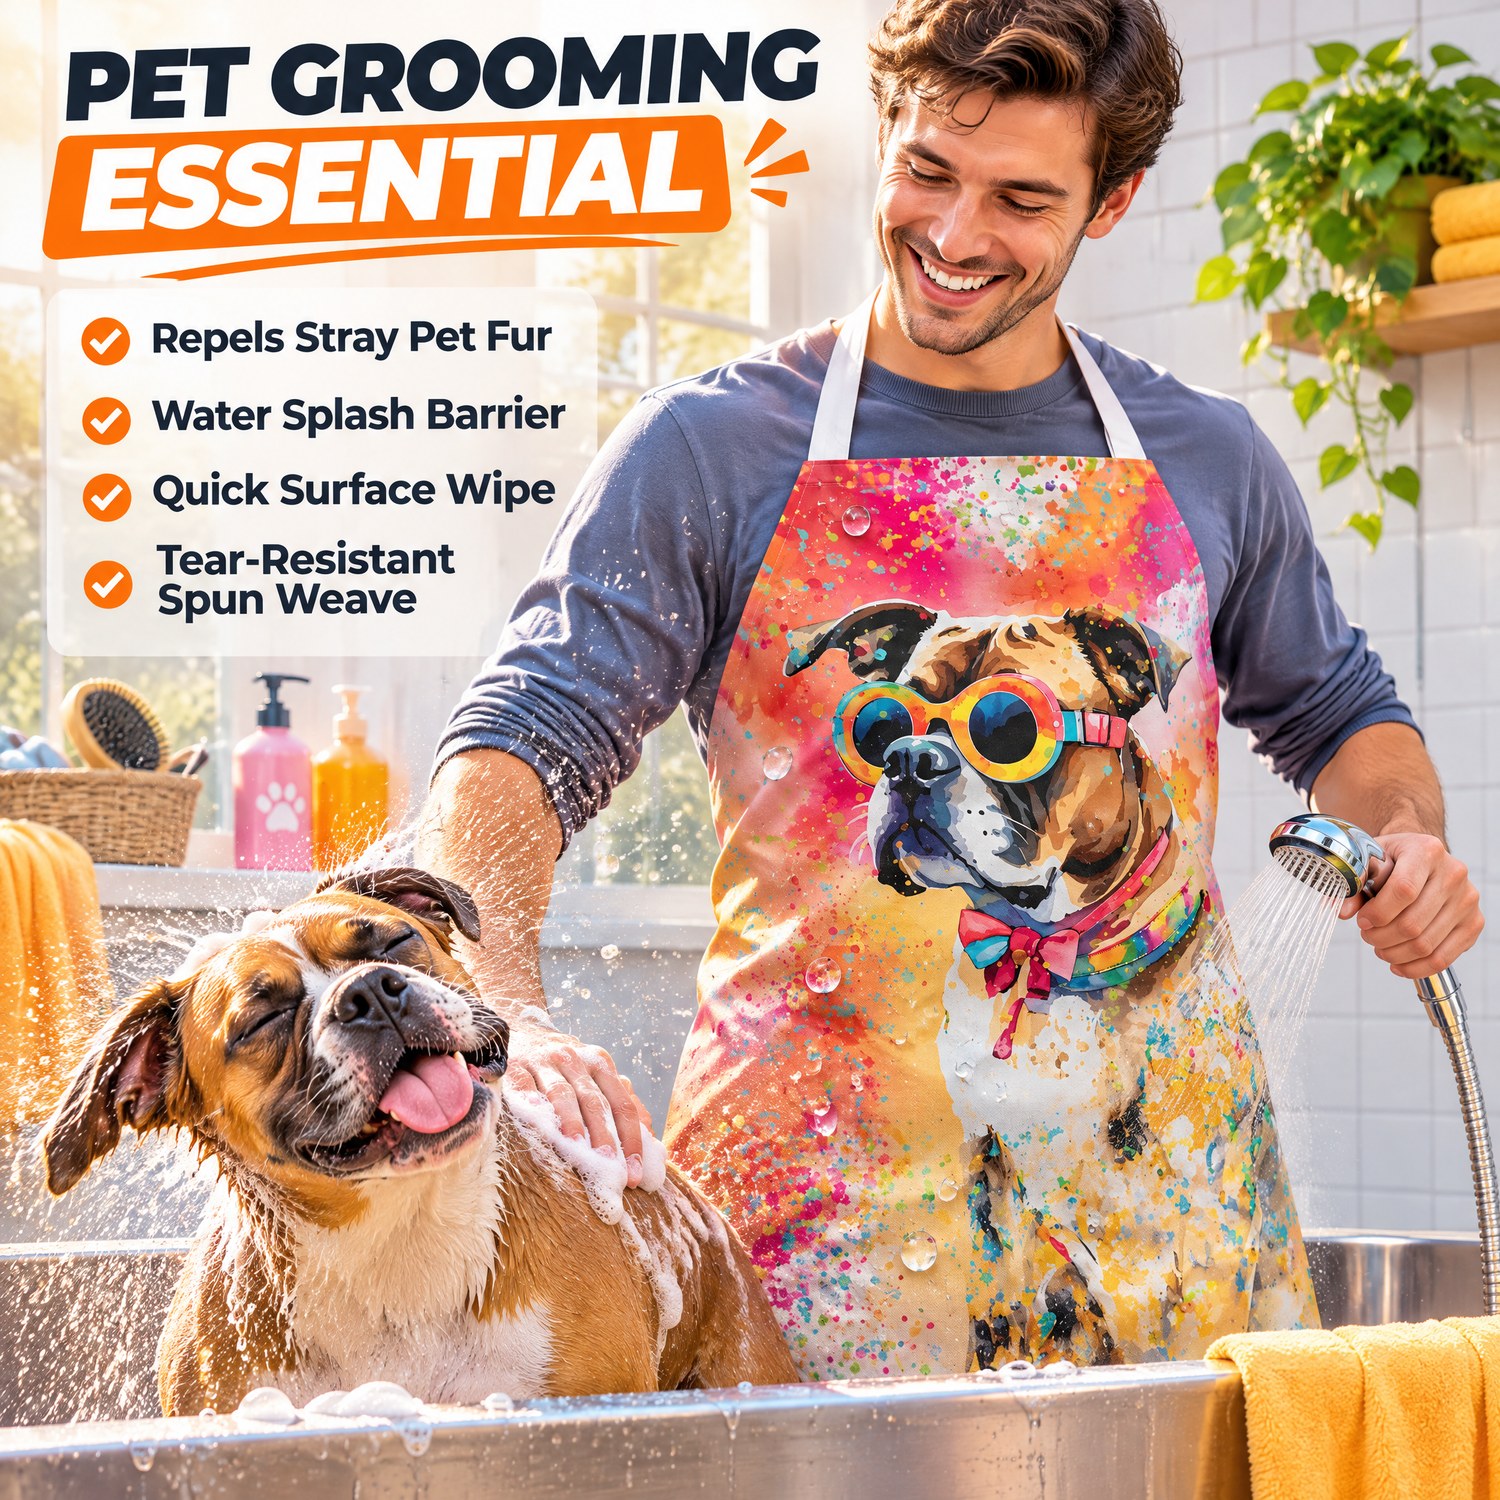 PET GROOMING
ESSENTIAL
Repels Stray Pet Fur
Water Splash Barrier
Quick Surface Wipe
Tear-Resistant
Spun Weave